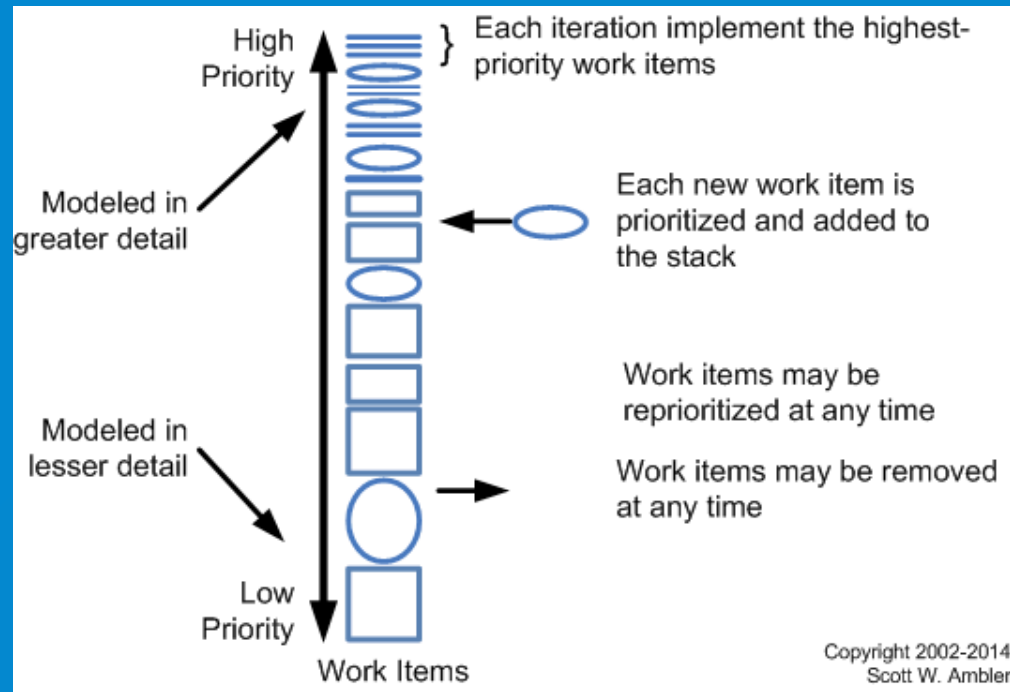 High
Priority
Each iteration implement the highest-
priority work items
Modeled in
greater detail
Each new work item is
prioritized and added to
the stack
Work items may be
reprioritized at any time
Modeled in
lesser detail
Work items may be removed
at any time
Low
Priority
Work Items
Copyright 2002-2014
Scott W. Ambler